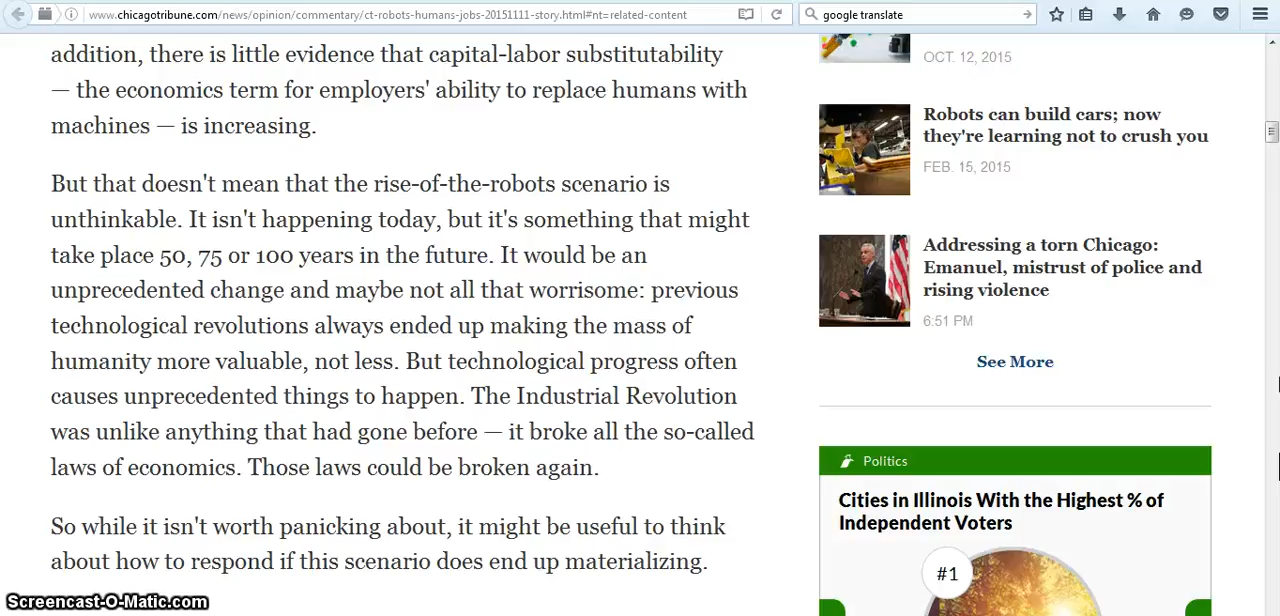 www.chicagotribune.com/news/opinion/commentary/ct-robots-humans-jobs-20151111-story.html#nt=related-content
google translate
addition, there is little evidence that capital-labor substitutability
— the economics term for employers' ability to replace humans with
machines — is increasing.
But that doesn't mean that the rise-of-the-robots scenario is
unthinkable. It isn't happening today, but it's something that might
take place 50, 75 or 100 years in the future. It would be an
unprecedented change and maybe not all that worrisome: previous
technological revolutions always ended up making the mass of
humanity more valuable, not less. But technological progress often
causes unprecedented things to happen. The Industrial Revolution
was unlike anything that had gone before — it broke all the so-called
laws of economics. Those laws could be broken again.
So while it isn't worth panicking about, it might be useful to think
about how to respond if this scenario does end up materializing.
OCT. 12, 2015
Robots can build cars; now
they're learning not to crush you
FEB. 15, 2015
Addressing a torn Chicago:
Emanuel, mistrust of police and
rising violence
6:51 PM
See More
Politics
Cities in Illinois With the Highest % of
Independent Voters
#1
Screencast-O-Matic.com